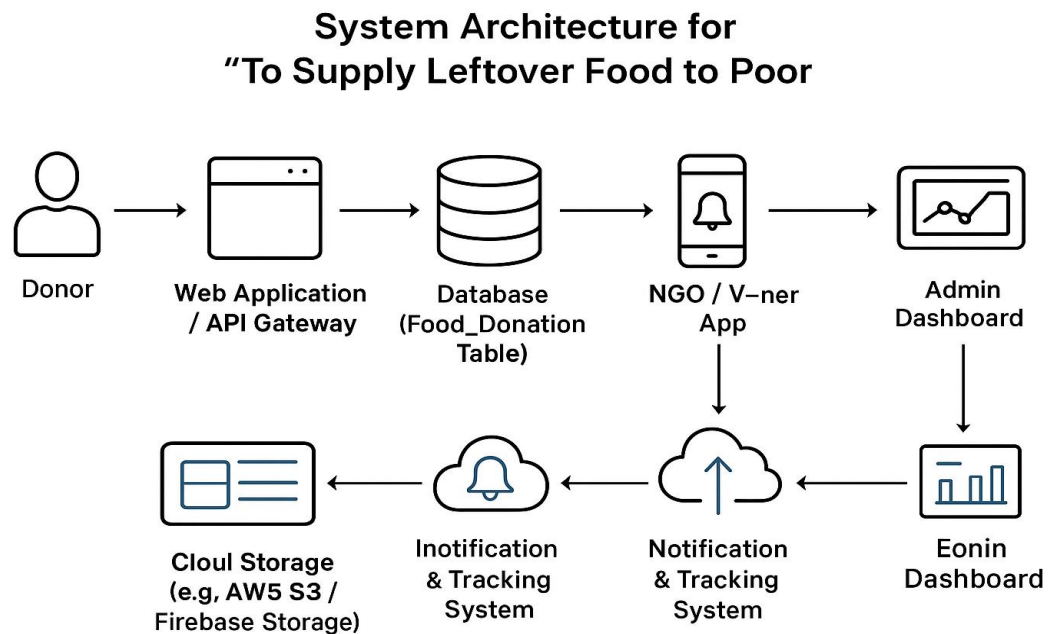 System Architecture for
“To Supply Leftover Food to Poor
Donor
Web Application
/ API Gateway
Database
(Food_Donation
Table)
NGO / V–ner
App
Admin
Dashboard
Cloul Storage
(e.g, AW5 S3 /
Firebase Storage)
Inotification
& Tracking
System
Notification
& Tracking
System
Eonin
Dashboard